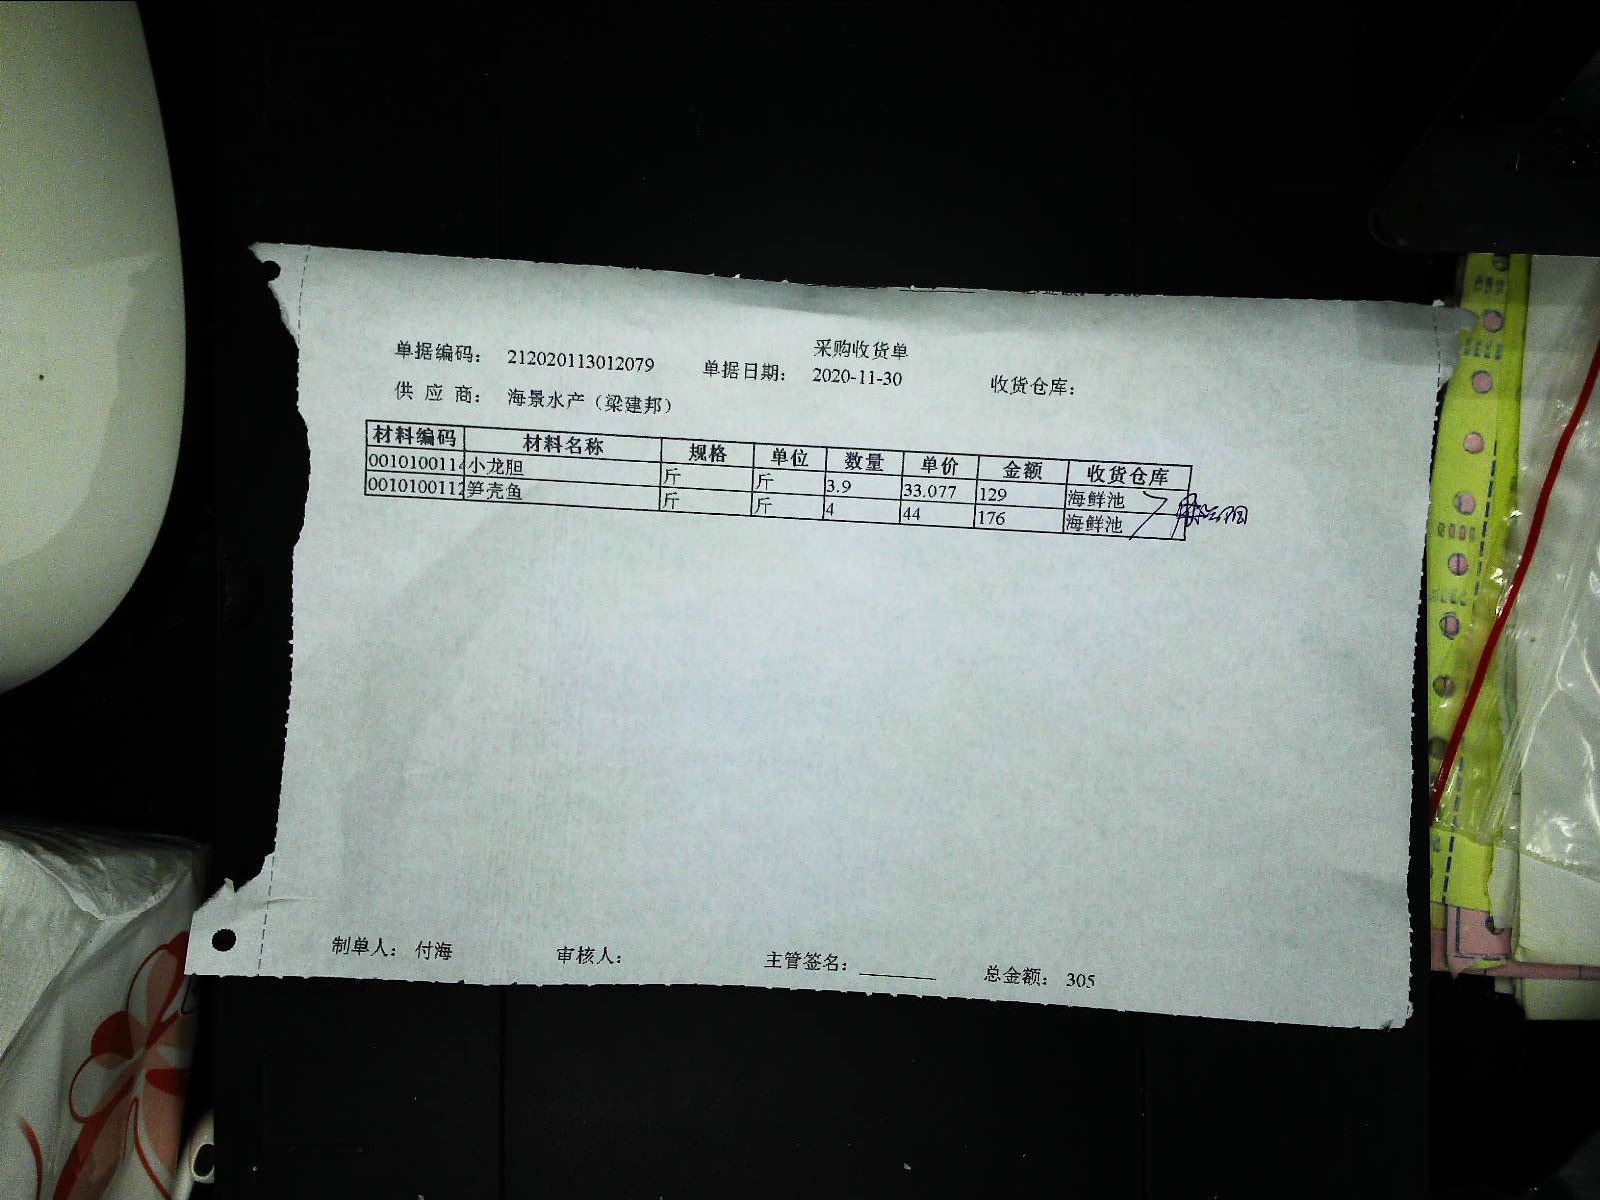 采购收货单
单据编码： 212020113012079 单据日期： 2020-11-30 收货仓库：
供 应 商： 海景水产（梁建邦）
材料编码 材料名称 规格 单位 数量 单价 金额 收货仓库
0010100114 小龙胆 斤 斤 3.9 33.077 129 海鲜池
0010100112 笋壳鱼 斤 斤 4 44 176 海鲜池
制单人： 付海 审核人： 主管签名： 总金额： 305